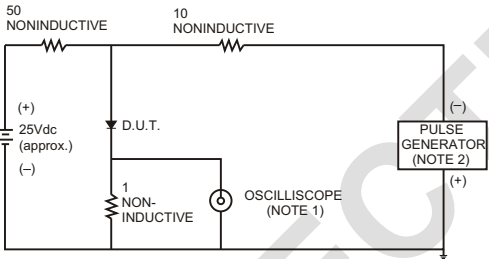 50
NONINDUCTIVE
10
NONINDUCTIVE
(+)
25Vdc
(approx.)
(–)
D.U.T.
1
NON-
INDUCTIVE
OSCILLISCOPE
(NOTE 1)
(–)
PULSE
GENERATOR
(NOTE 2)
(+)